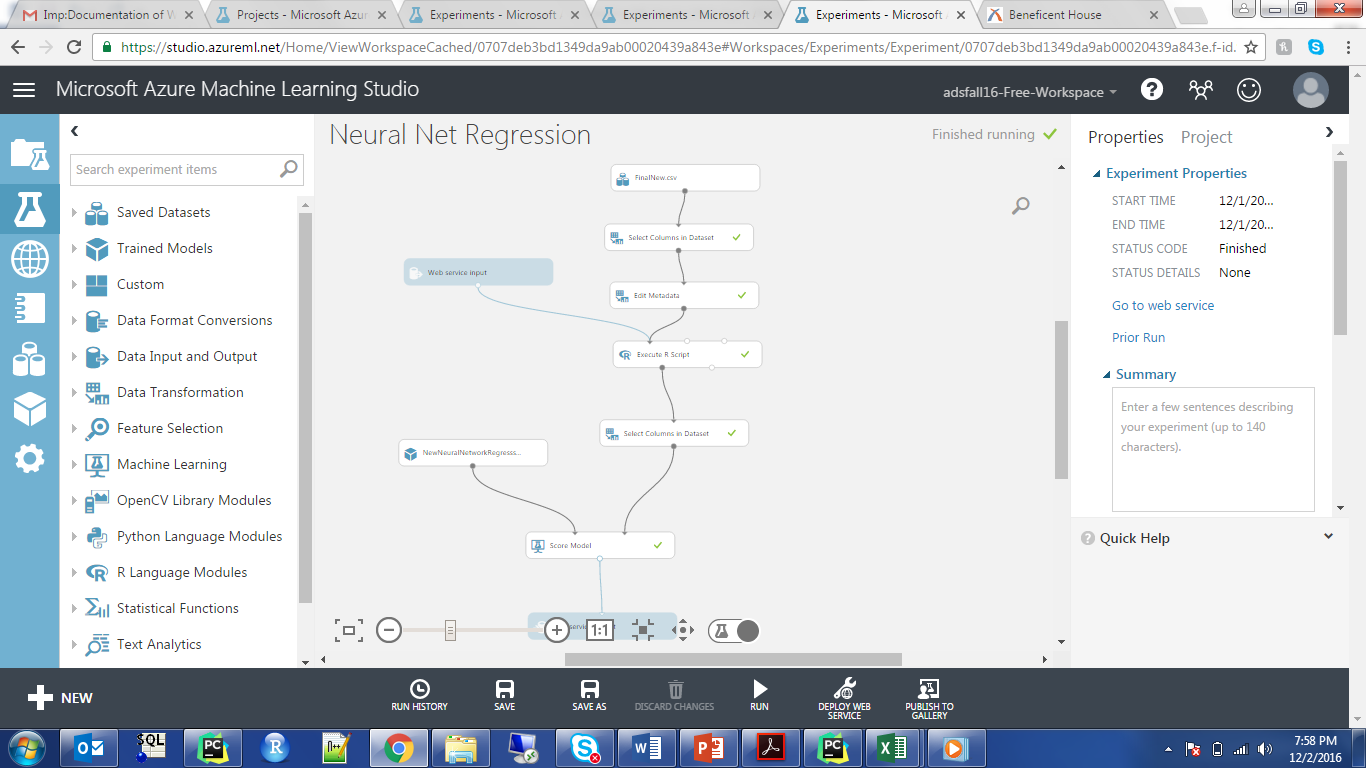 Imp:Documentation of W
Projects - Microsoft Azur
Experiments - Microsoft A
Experiments - Microsoft A
Experiments - Microsoft A
Beneficent House
https://studio.azureml.net/Home/ViewWorkspaceCached/0707deb3bd1349da9ab00020439a843e#Workspaces/Experiments/Experiment/0707deb3bd1349da9ab00020439a843e.f-id.
Microsoft Azure Machine Learning Studio
adsfall16-Free-Workspace
Search experiment items
Saved Datasets
Trained Models
Custom
Data Format Conversions
Data Input and Output
Data Transformation
Feature Selection
Machine Learning
OpenCV Library Modules
Python Language Modules
R Language Modules
Statistical Functions
Text Analytics
Neural Net Regression
Finished running
FinalNew.csv
Select Columns in Dataset
Web service input
Edit Metadata
Execute R Script
Select Columns in Dataset
NewNeuralNetworkRegresss...
Score Model
1:1
Properties Project
Experiment Properties
START TIME 12/1/20...
END TIME 12/1/20...
STATUS CODE Finished
STATUS DETAILS None
Go to web service
Prior Run
Summary
Enter a few sentences describing
your experiment (up to 140
characters).
Quick Help
NEW
RUN HISTORY
SAVE
SAVE AS
DISCARD CHANGES
RUN
DEPLOY WEB
SERVICE
PUBLISH TO
GALLERY
SQL
7:58 PM
12/2/2016